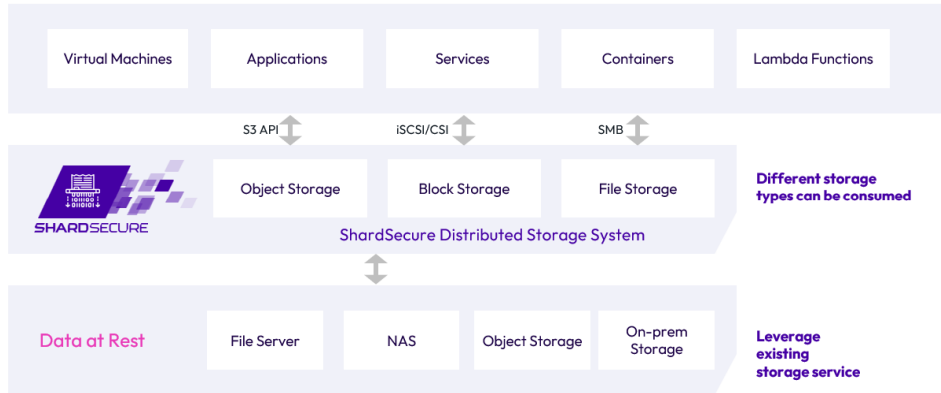 Virtual Machines
Applications
Services
Containers
Lambda Functions
S3 API
iSCSI/CSI
SMB
SHARDSECURE
Object Storage
Block Storage
File Storage
ShardSecure Distributed Storage System
Different storage
types can be consumed
Data at Rest
File Server
NAS
Object Storage
On-prem
Storage
Leverage
existing
storage service